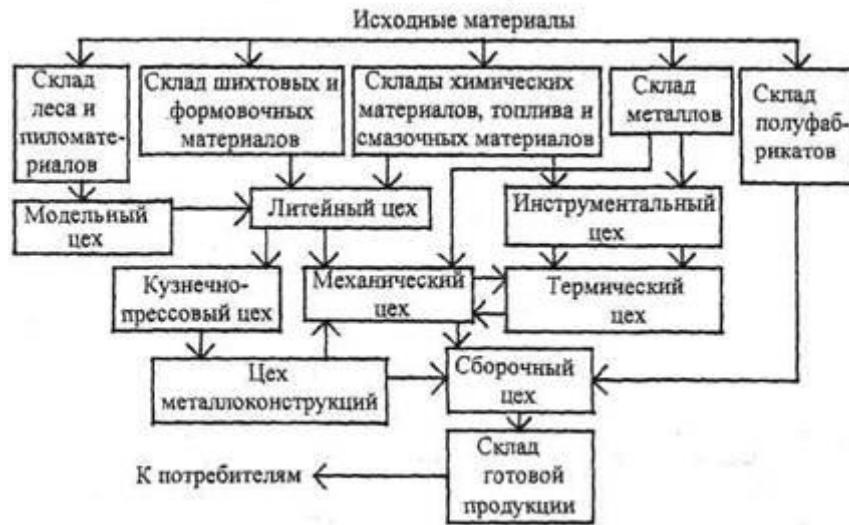 Исходные материалы
Склад
леса и
пиломате-
риалов
Склад шихтовых и
формовочных
материалов
Склады химических
материалов, топлива и
смазочных материалов
Склад
металлов
Склад
полуфаб-
рикатов
Модельный
цех
Литейный цех
Инструментальный
цех
Кузнечно-
прессовый цех
Механический
цех
Термический
цех
Цех
металлоконструкций
Сборочный
цех
Склад
готовой
продукции
К потребителям